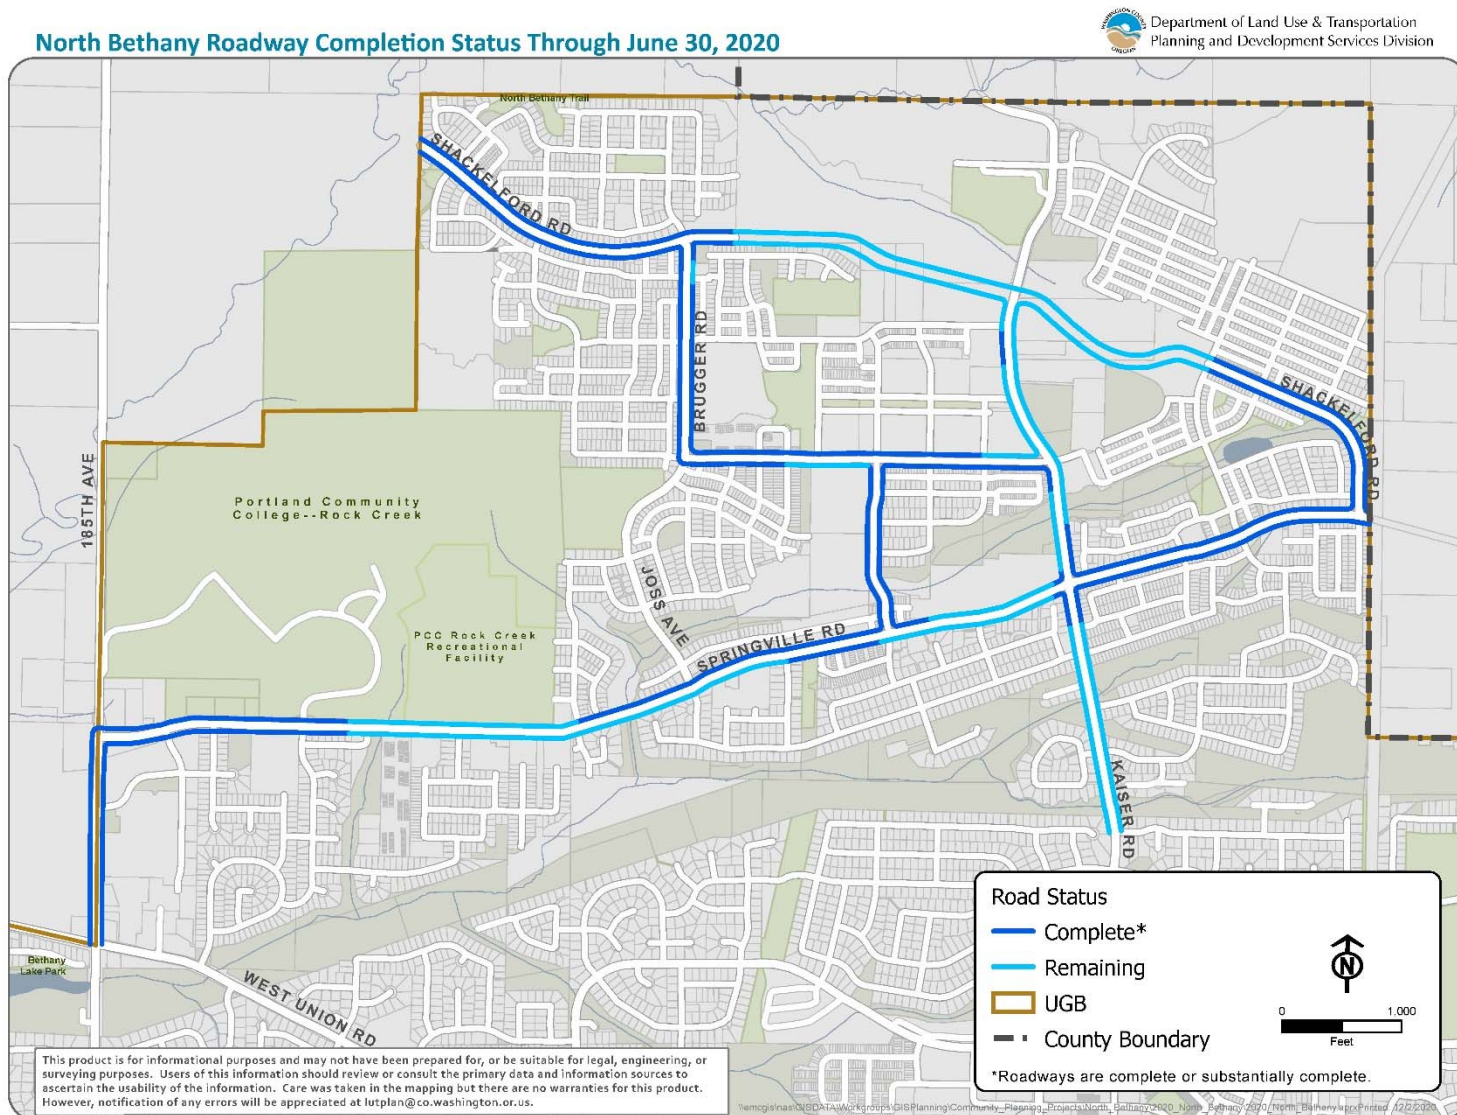 North Bethany Roadway Completion Status Through June 30, 2020
WASHINGTON COUNTY
OREGON
Department of Land Use & Transportation
Planning and Development Services Division
North Bethany Trail
SHACKELFORD RD
BRUGGER RD
SHACKELFORD RD
185TH AVE
Portland Community
College--Rock Creek
JOSS AVE
PCC Rock Creek
Recreational
Facility
SPRINGVILLE RD
KAISER RD
Bethany
Lake Park
WEST UNION RD
Road Status
Complete*
Remaining
UGB
County Boundary
N
0 1,000
Feet
*Roadways are complete or substantially complete.
This product is for informational purposes and may not have been prepared for, or be suitable for legal, engineering, or
surveying purposes. Users of this information should review or consult the primary data and information sources to
ascertain the usability of the information. Care was taken in the mapping but there are no warranties for this product.
However, notification of any errors will be appreciated at lutplan@co.washington.or.us.